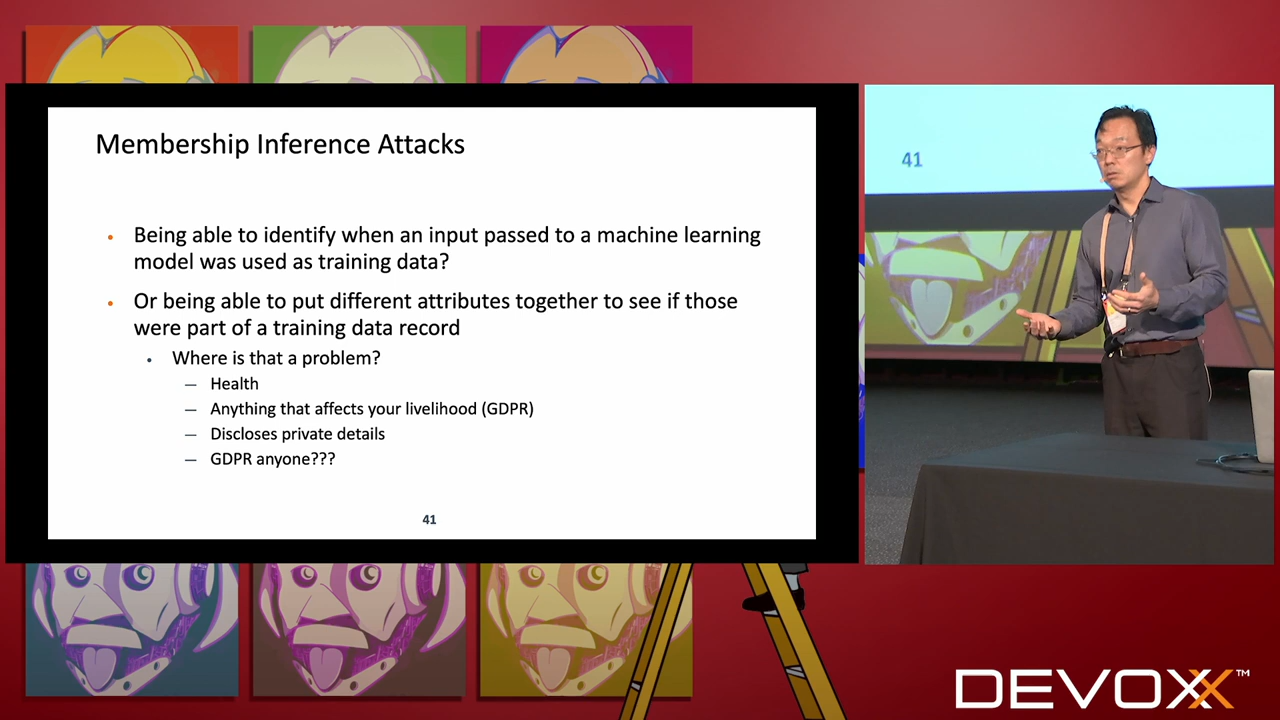 Membership Inference Attacks
• Being able to identify when an input passed to a machine learning
model was used as training data?
• Or being able to put different attributes together to see if those
were part of a training data record
• Where is that a problem?
— Health
— Anything that affects your livelihood (GDPR)
— Discloses private details
— GDPR anyone???
41
41
DEVOXX™